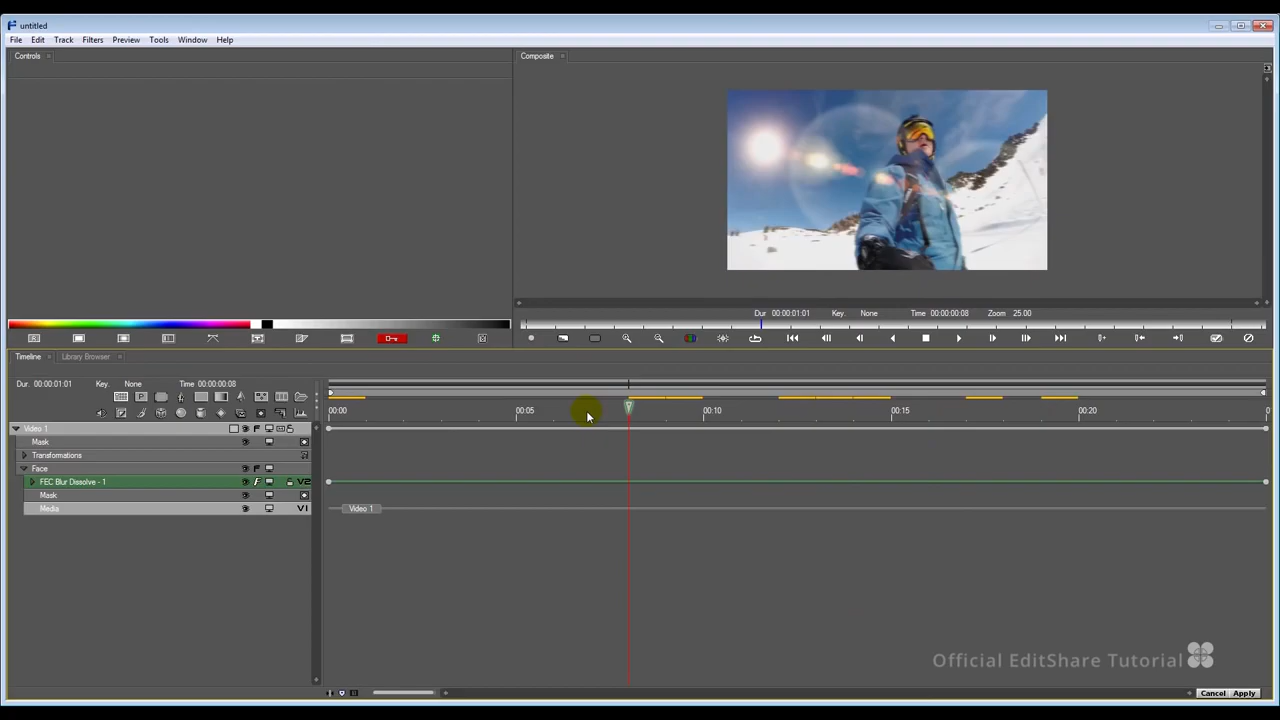 untitled
File Edit Track Filters Preview Tools Window Help
Controls
Composite
Dur 00:00:01:01 Key. None Time 00:00:00:08 Zoom 25.00
Timeline Library Browser
Dur. 00:00:01:01 Key. None Time 00:00:00:08
00:00 00:05 00:10 00:15 00:20 0
Video 1
Mask
Transformations
Face
FEC Blur Dissolve - 1 V2
Mask
Media V1 Video 1
Official EditShare Tutorial
Cancel Apply